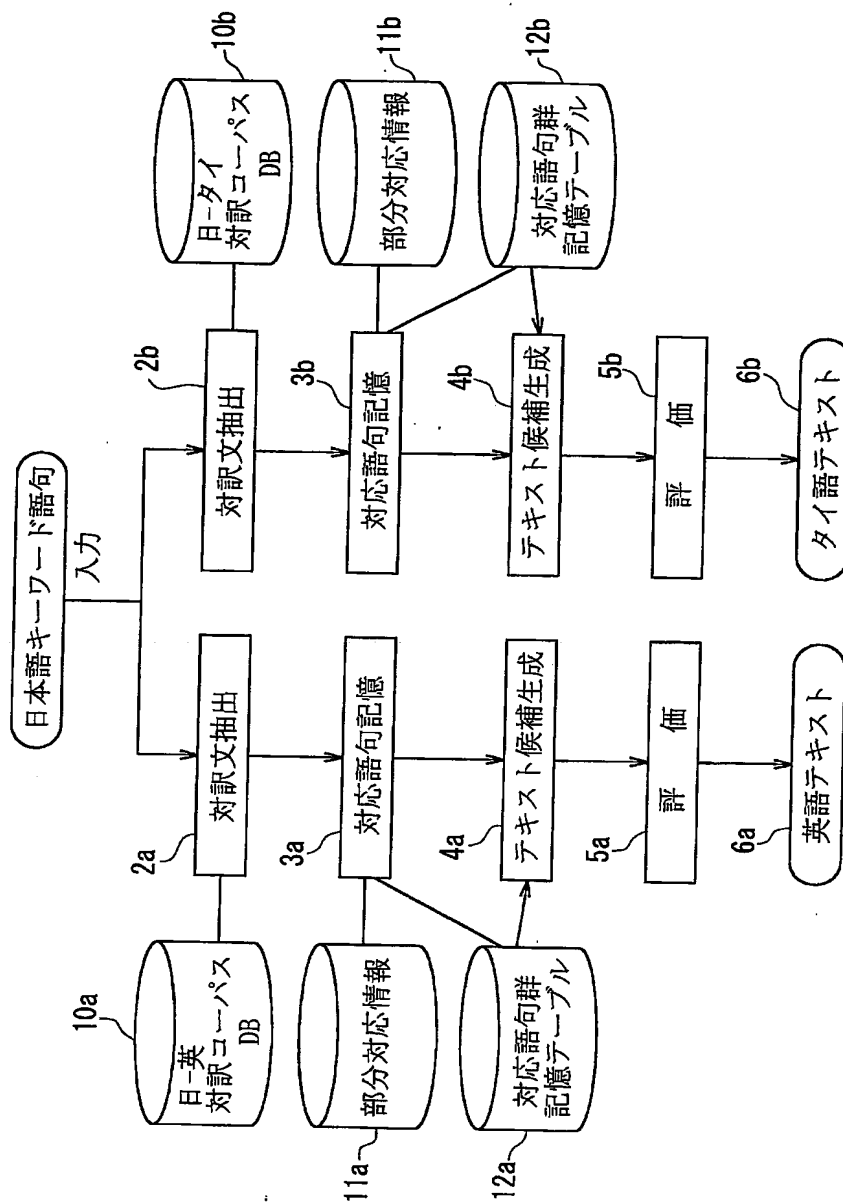 日本語キーワード語句
入力
10a
日-英
対訳コーパス
DB
2a
対訳文抽出
2b
対訳文抽出
10b
日-タイ
対訳コーパス
DB
11a
部分対応情報
3a
対応語句記憶
3b
対応語句記憶
11b
部分対応情報
12a
対応語句群
記憶テーブル
4a
テキスト候補生成
4b
テキスト候補生成
12b
対応語句群
記憶テーブル
5a
評 価
5b
評 価
6a
英語テキスト
6b
タイ語テキスト